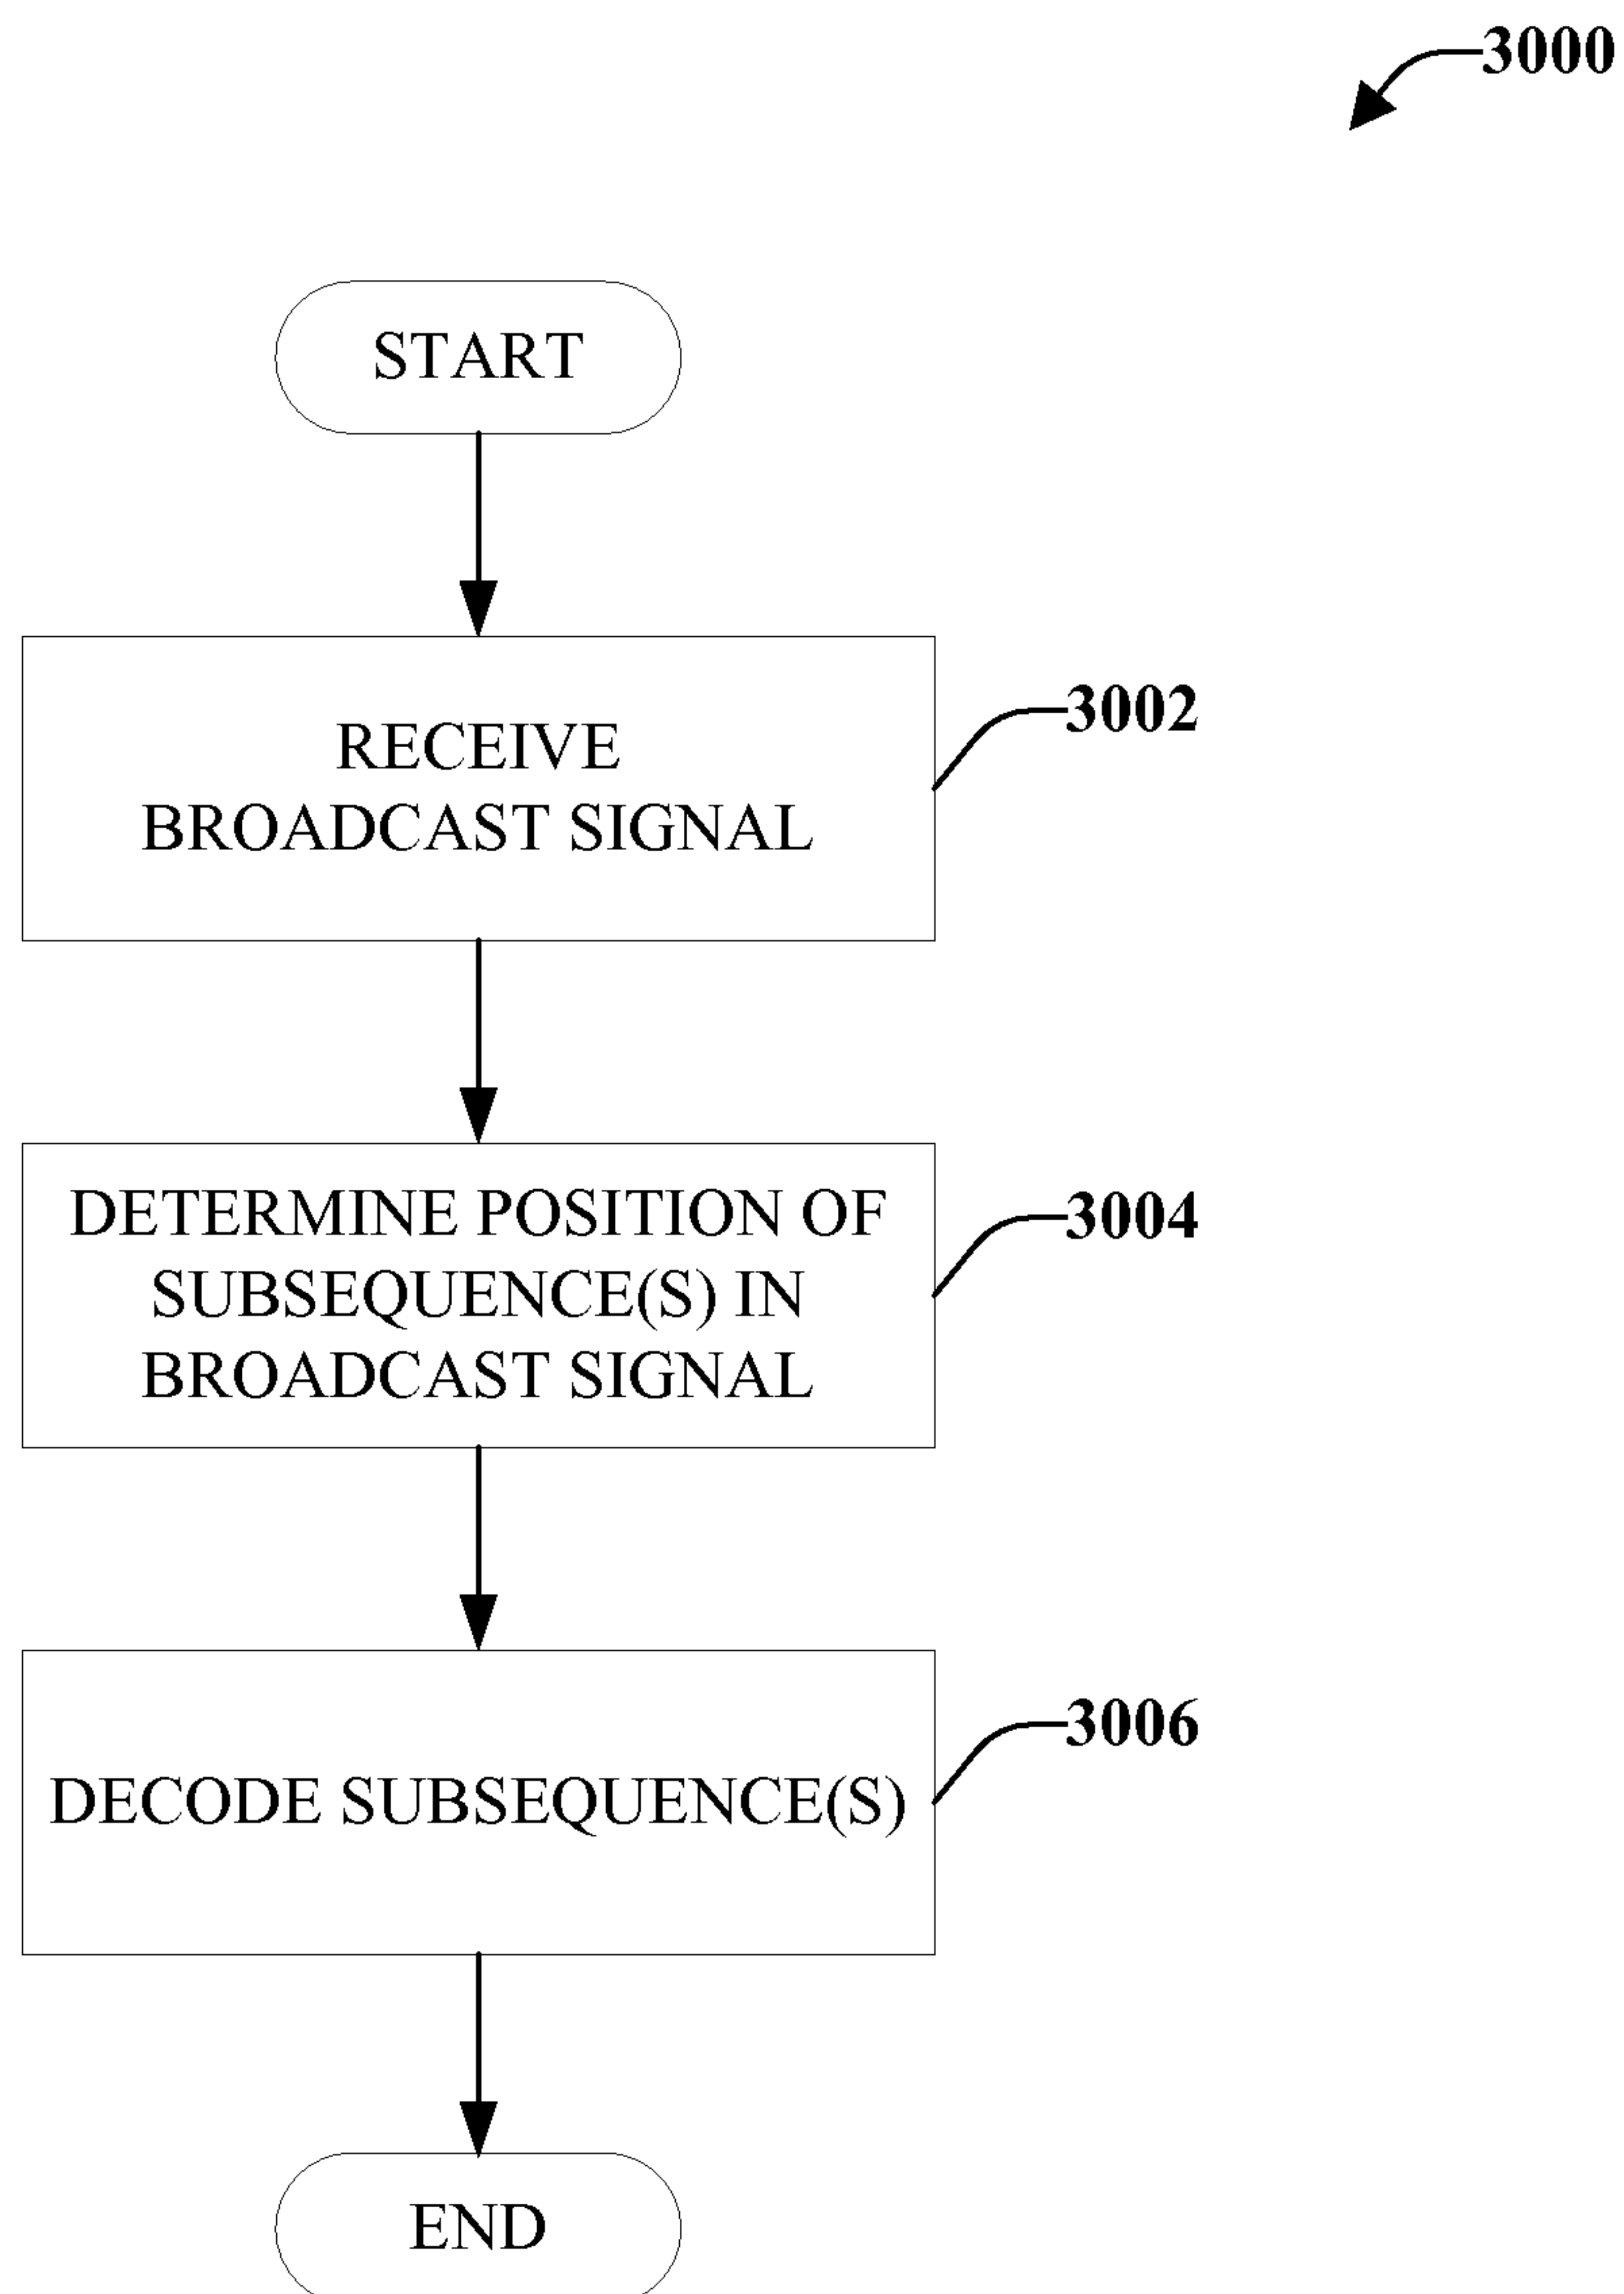 3000
START
RECEIVE
BROADCAST SIGNAL
3002
DETERMINE POSITION OF
SUBSEQUENCE(S) IN
BROADCAST SIGNAL
3004
DECODE SUBSEQUENCE(S)
3006
END